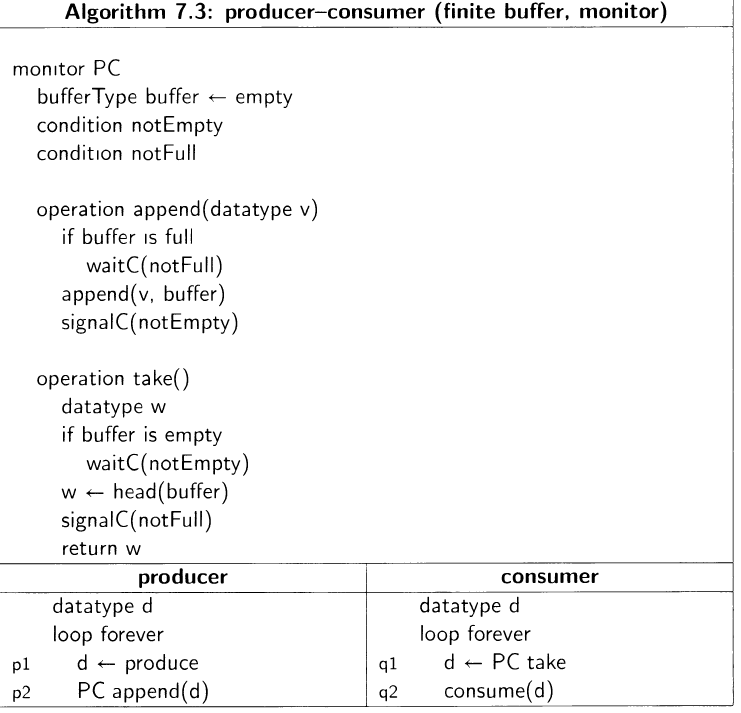 Algorithm 7.3: producer–consumer (finite buffer, monitor)
monitor PC
bufferType buffer ← empty
condition notEmpty
condition notFull
operation append(datatype v)
if buffer is full
waitC(notFull)
append(v, buffer)
signalC(notEmpty)
operation take()
datatype w
if buffer is empty
waitC(notEmpty)
w ← head(buffer)
signalC(notFull)
return w
producer consumer
datatype d datatype d
loop forever loop forever
p1 d ← produce q1 d ← PC take
p2 PC append(d) q2 consume(d)